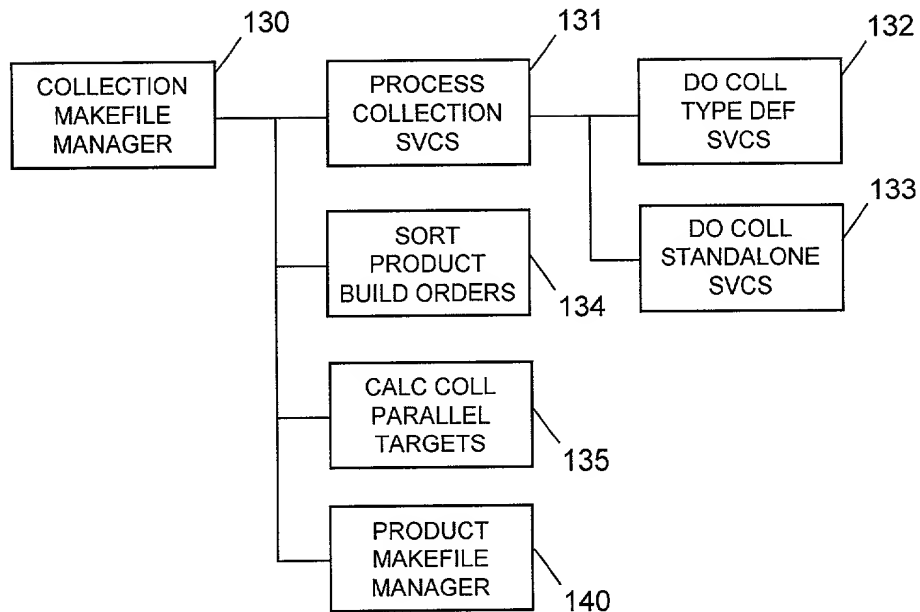 130
COLLECTION
MAKEFILE
MANAGER
131
PROCESS
COLLECTION
SVCS
132
DO COLL
TYPE DEF
SVCS
133
DO COLL
STANDALONE
SVCS
SORT
PRODUCT
BUILD ORDERS
134
CALC COLL
PARALLEL
TARGETS
135
PRODUCT
MAKEFILE
MANAGER
140